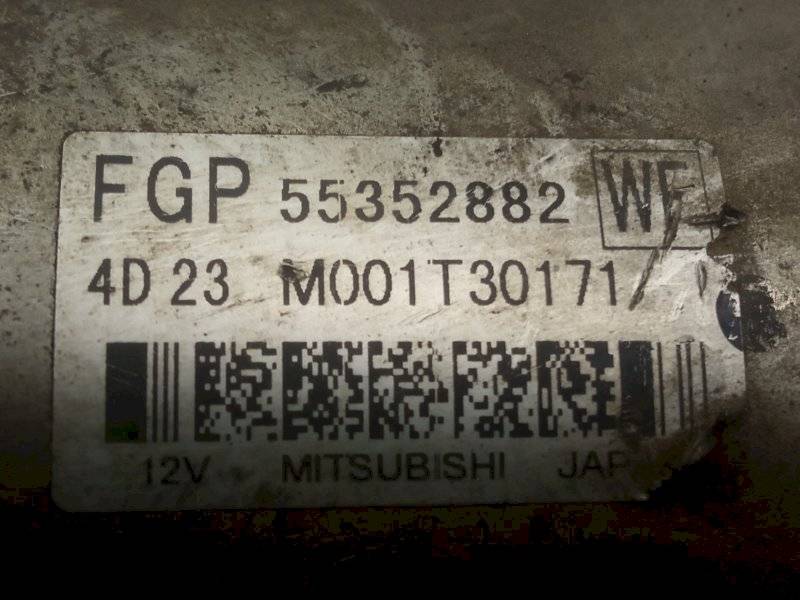 FGP 55352882 WF
4D 23 M001T30171
12V MITSUBISHI